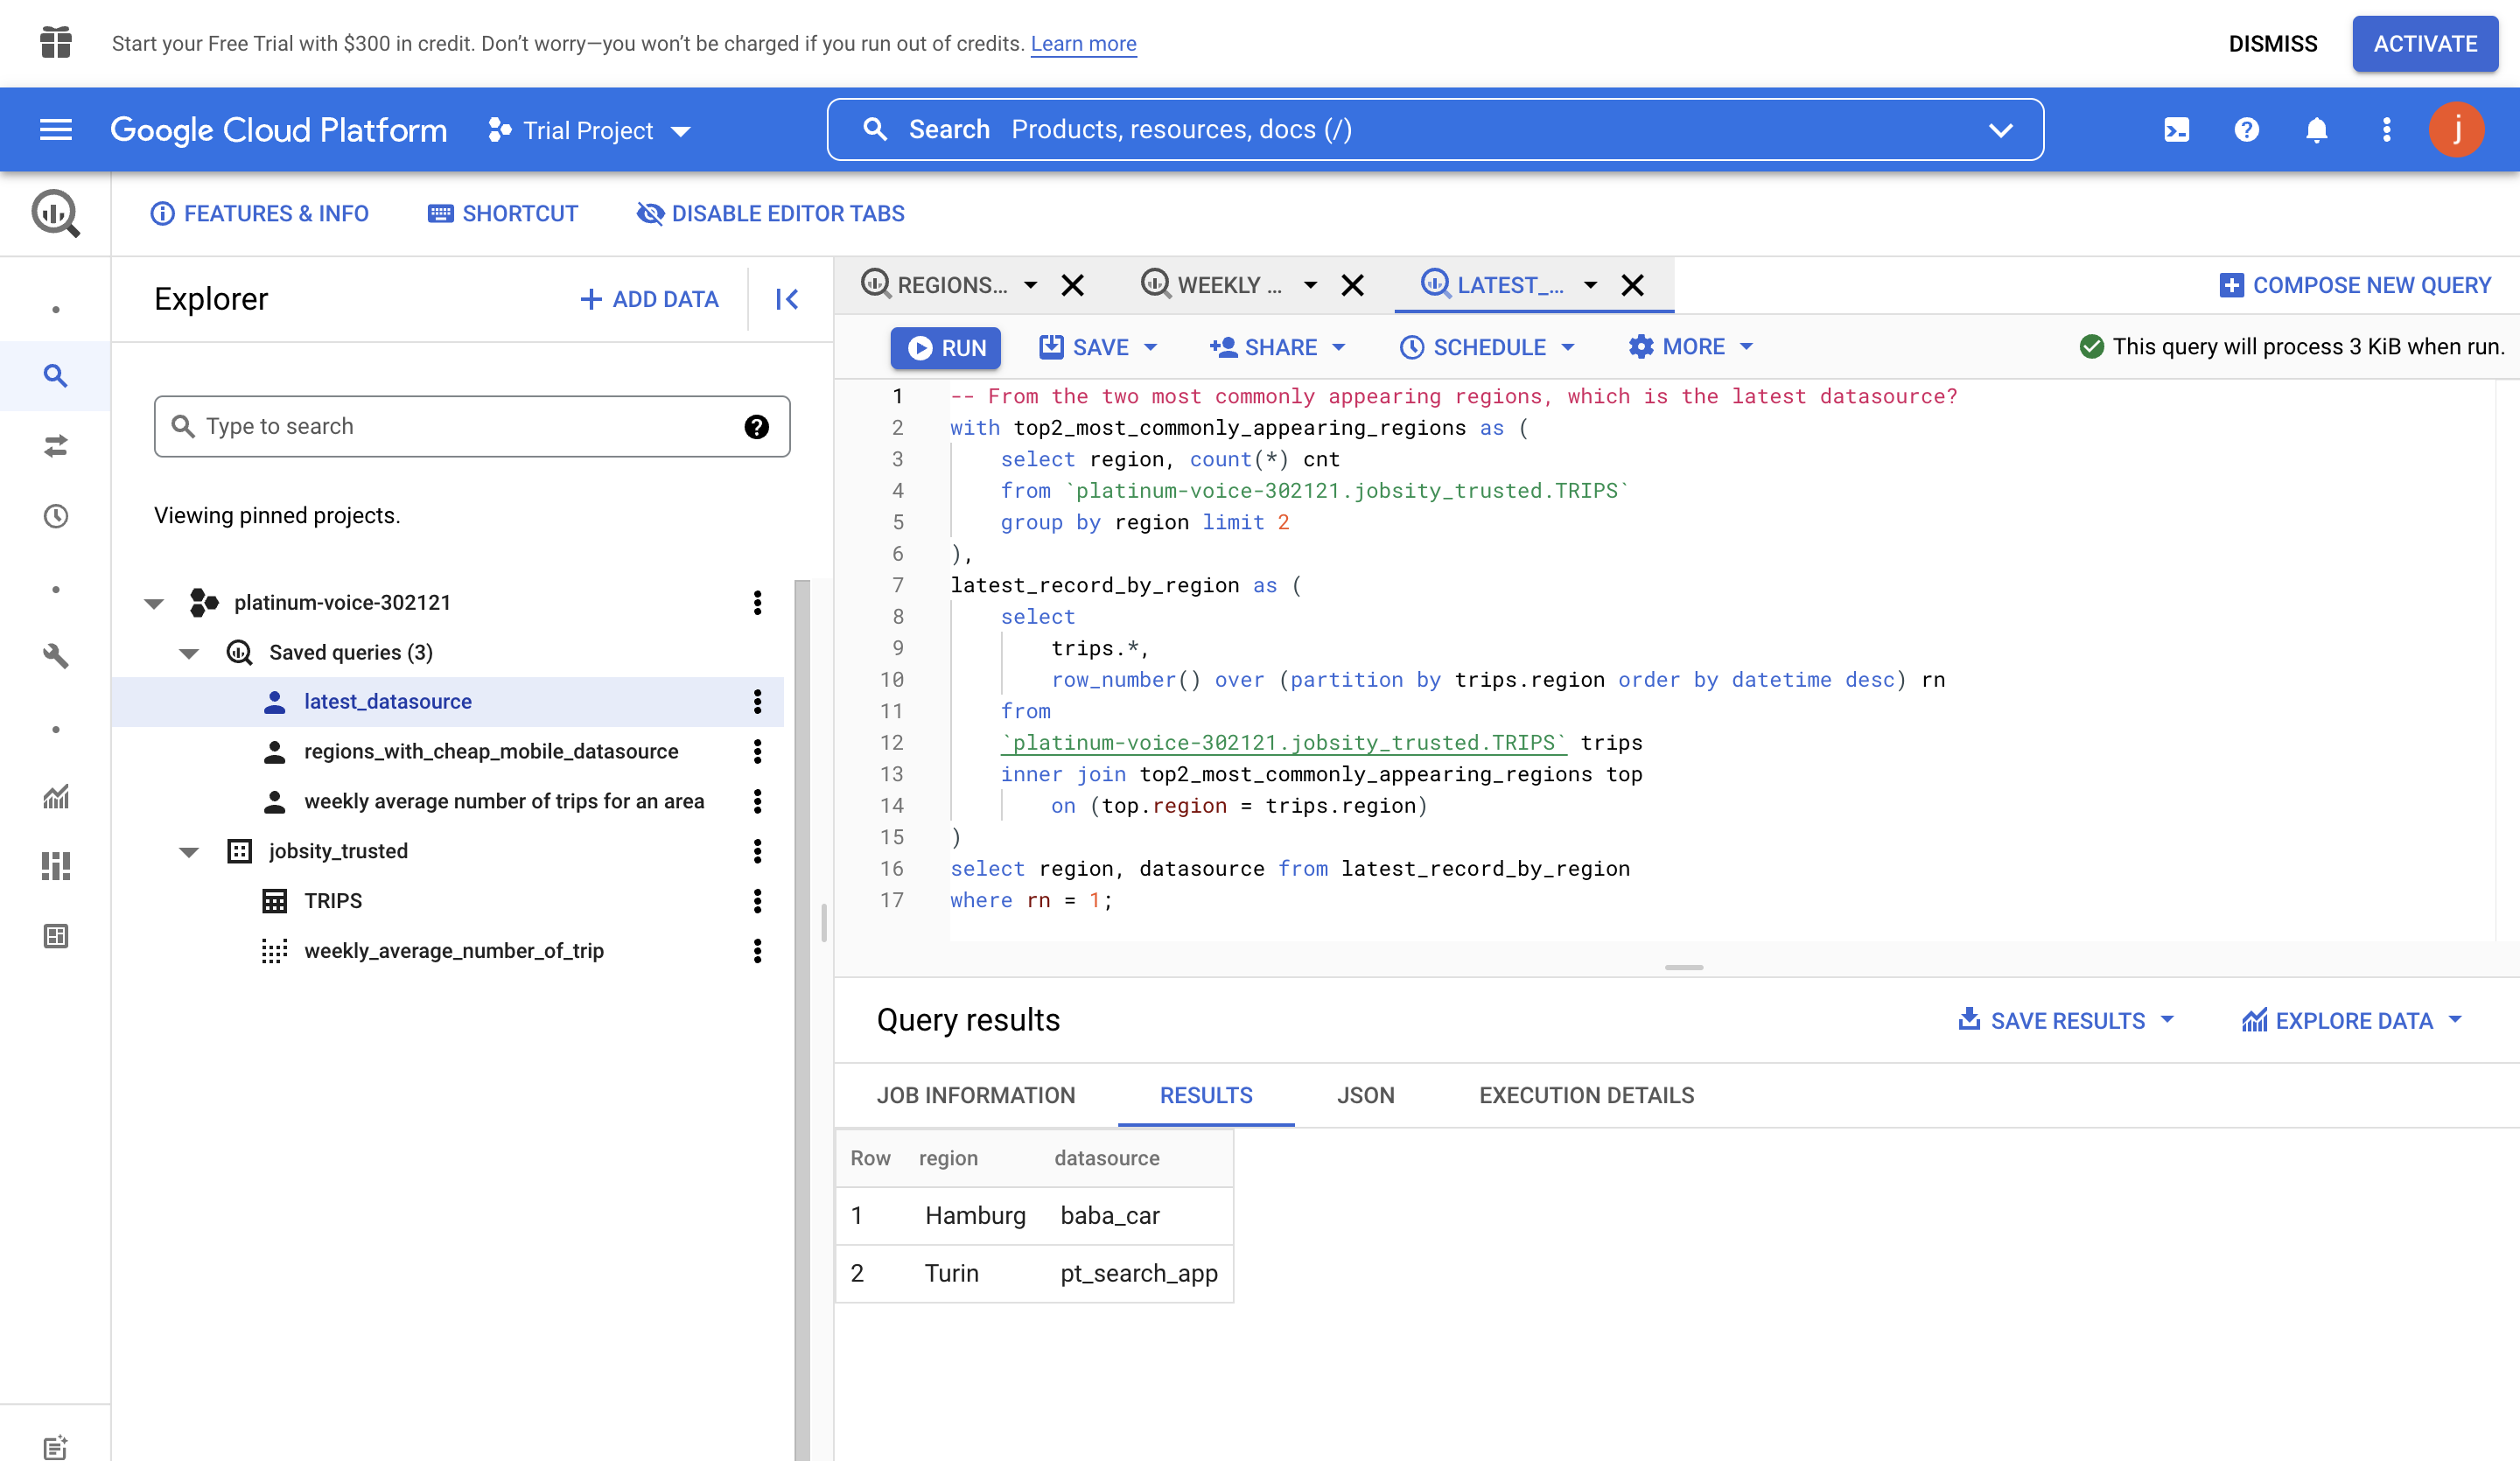 Start your Free Trial with $300 in credit. Don’t worry—you won’t be charged if you run out of credits. Learn more
DISMISS
ACTIVATE
Google Cloud Platform
Trial Project
Search Products, resources, docs (/)
j
FEATURES & INFO
SHORTCUT
DISABLE EDITOR TABS
Explorer
+ ADD DATA
Type to search
Viewing pinned projects.
platinum-voice-302121
Saved queries (3)
latest_datasource
regions_with_cheap_mobile_datasource
weekly average number of trips for an area
jobsity_trusted
TRIPS
weekly_average_number_of_trip
REGIONS...
WEEKLY ...
LATEST_...
COMPOSE NEW QUERY
RUN
SAVE
SHARE
SCHEDULE
MORE
This query will process 3 KiB when run.
1 -- From the two most commonly appearing regions, which is the latest datasource?
2 with top2_most_commonly_appearing_regions as (
3 select region, count(*) cnt
4 from `platinum-voice-302121.jobsity_trusted.TRIPS`
5 group by region limit 2
6 ),
7 latest_record_by_region as (
8 select
9 trips.*,
10 row_number() over (partition by trips.region order by datetime desc) rn
11 from
12 `platinum-voice-302121.jobsity_trusted.TRIPS` trips
13 inner join top2_most_commonly_appearing_regions top
14 on (top.region = trips.region)
15 )
16 select region, datasource from latest_record_by_region
17 where rn = 1;
Query results
SAVE RESULTS
EXPLORE DATA
JOB INFORMATION
RESULTS
JSON
EXECUTION DETAILS
Row region datasource
1 Hamburg baba_car
2 Turin pt_search_app